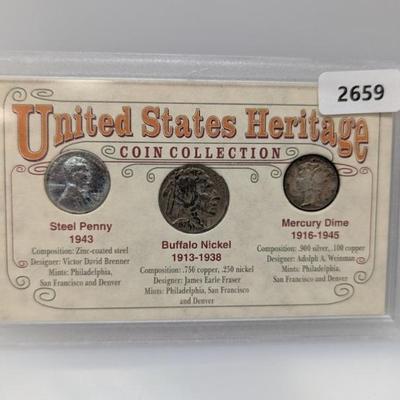 2659
United States Heritage
COIN COLLECTION
Steel Penny
1943
Composition: Zinc-coated steel
Designer: Victor David Brenner
Mints: Philadelphia,
San Francisco and Denver
Buffalo Nickel
1913-1938
Composition: .750 copper, .250 nickel
Designer: James Earle Fraser
Mints: Philadelphia, San Francisco
and Denver
Mercury Dime
1916-1945
Composition: .900 silver, .100 copper
Designer: Adolph A. Weinman
Mints: Philadelphia,
San Francisco and Denver